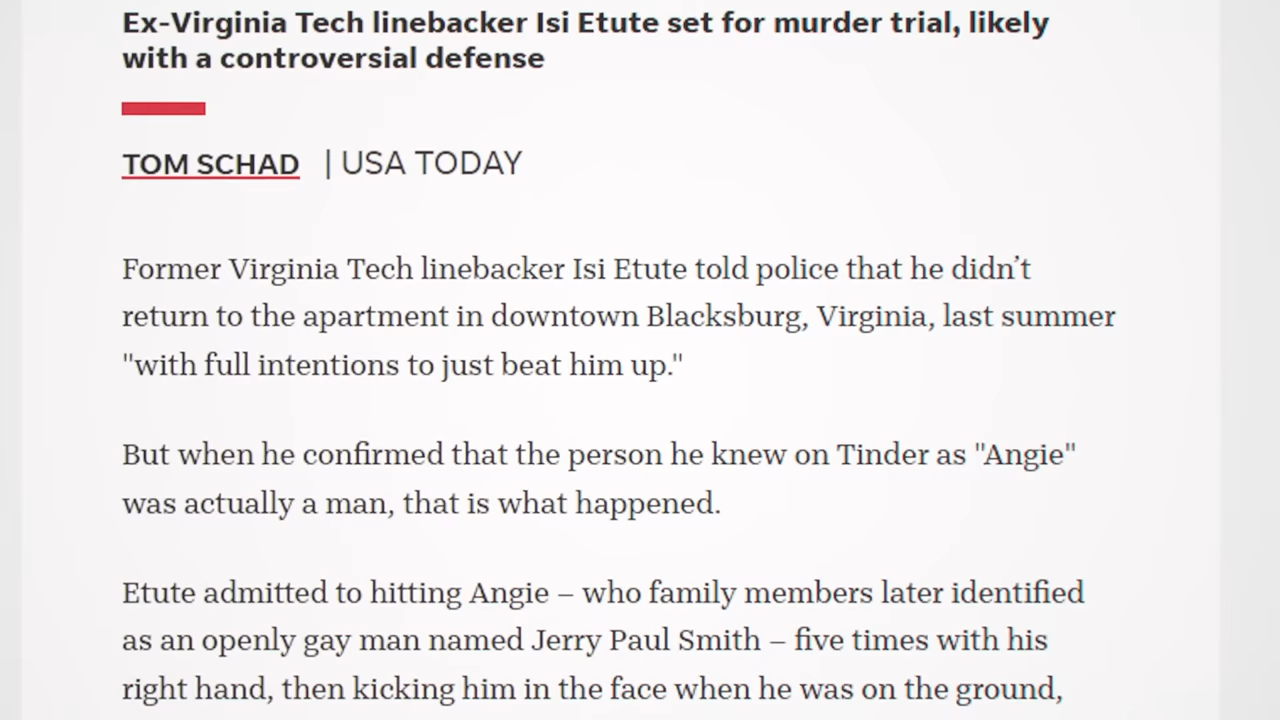 Ex-Virginia Tech linebacker Isi Etute set for murder trial, likely
with a controversial defense
TOM SCHAD | USA TODAY
Former Virginia Tech linebacker Isi Etute told police that he didn’t
return to the apartment in downtown Blacksburg, Virginia, last summer
"with full intentions to just beat him up."
But when he confirmed that the person he knew on Tinder as "Angie"
was actually a man, that is what happened.
Etute admitted to hitting Angie – who family members later identified
as an openly gay man named Jerry Paul Smith – five times with his
right hand, then kicking him in the face when he was on the ground,